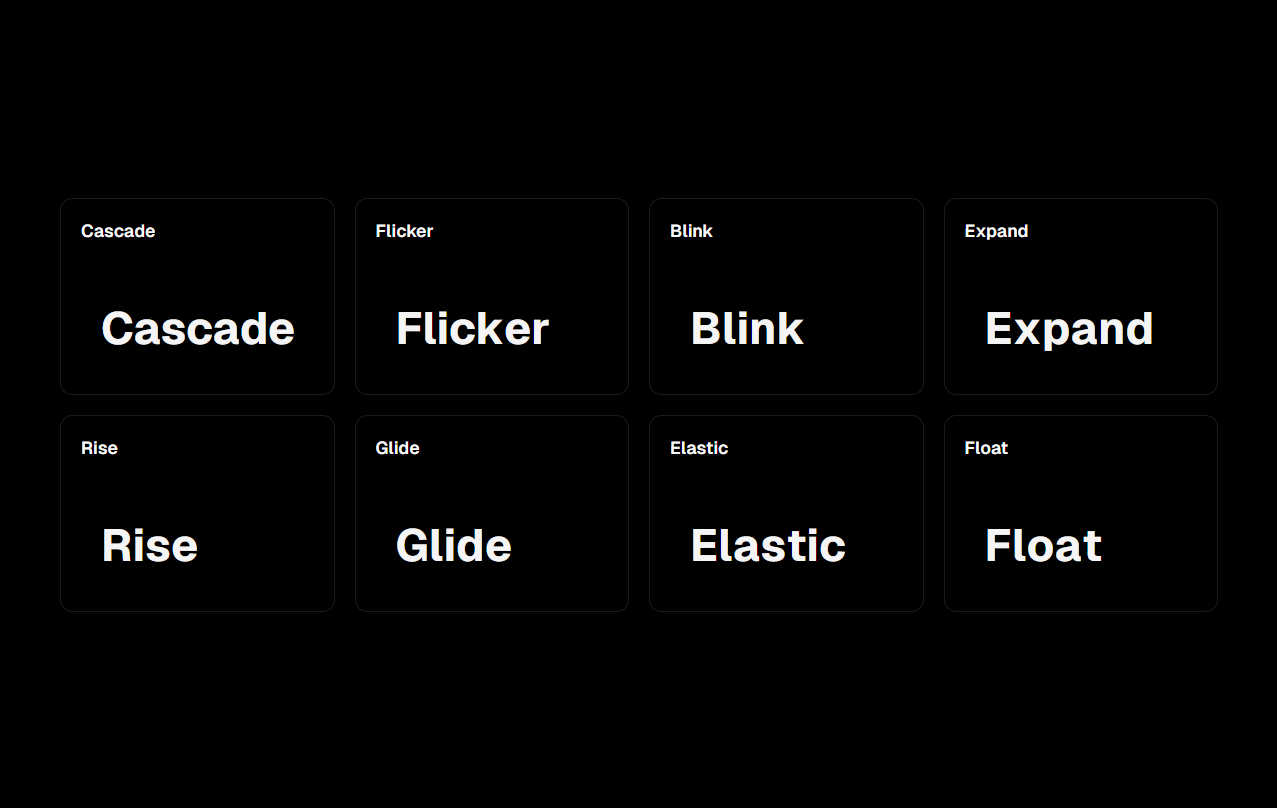 Cascade
Cascade
Flicker
Flicker
Blink
Blink
Expand
Expand
Rise
Rise
Glide
Glide
Elastic
Elastic
Float
Float